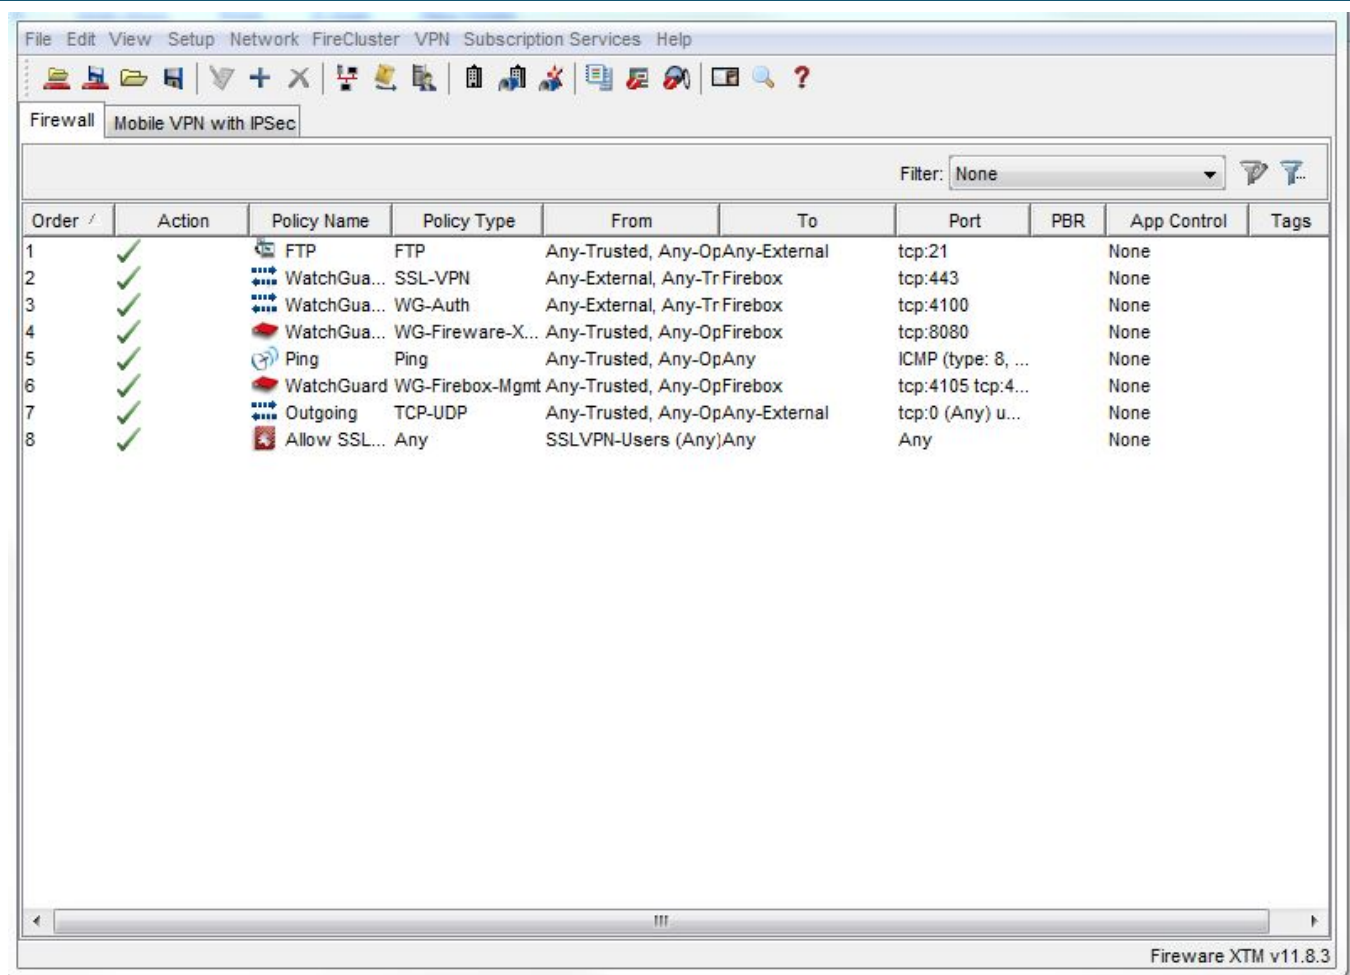 File Edit View Setup Network FireCluster VPN Subscription Services Help
Firewall Mobile VPN with IPSec
Filter: None
Order / Action Policy Name Policy Type From To Port PBR App Control Tags
1 FTP FTP Any-Trusted, Any-Op Any-External tcp:21 None
2 WatchGua... SSL-VPN Any-External, Any-Tr Firebox tcp:443 None
3 WatchGua... WG-Auth Any-External, Any-Tr Firebox tcp:4100 None
4 WatchGua... WG-Fireware-X... Any-Trusted, Any-Op Firebox tcp:8080 None
5 Ping Ping Any-Trusted, Any-Op Any ICMP (type: 8, ... None
6 WatchGuard WG-Firebox-Mgmt Any-Trusted, Any-Op Firebox tcp:4105 tcp:4... None
7 Outgoing TCP-UDP Any-Trusted, Any-Op Any-External tcp:0 (Any) u... None
8 Allow SSL... Any SSLVPN-Users (Any) Any Any None
Fireware XTM v11.8.3